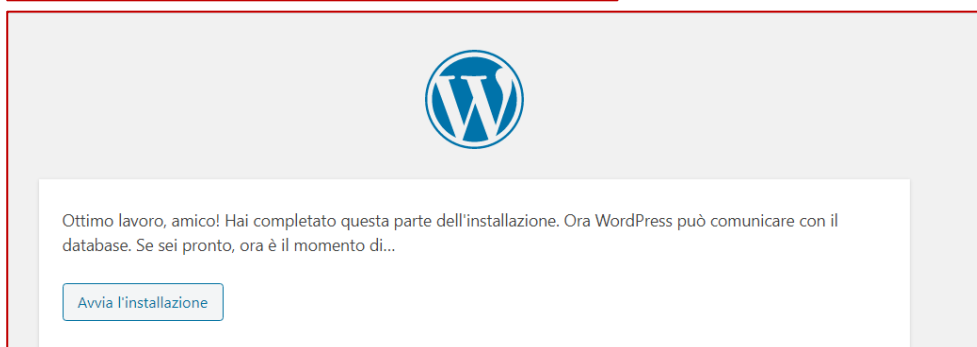 Ottimo lavoro, amico! Hai completato questa parte dell'installazione. Ora WordPress può comunicare con il
database. Se sei pronto, ora è il momento di...
Avvia l'installazione